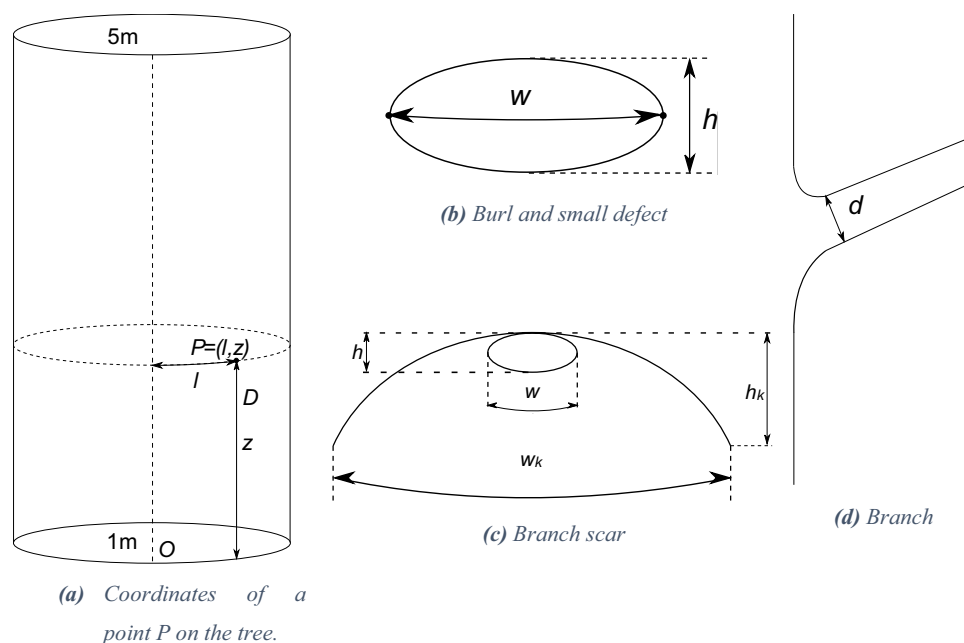 5m
P=(l,z)
l
D
z
1m
O
(a) Coordinates of a
point P on the tree.
w
h
(b) Burl and small defect
h
w
hk
wk
(c) Branch scar
d
(d) Branch